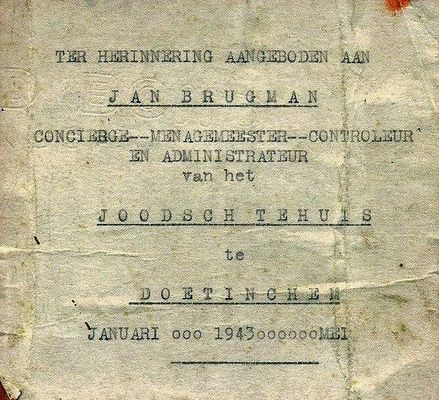 TER HERINNERING AANGEBODEN AAN
JAN BRUGMAN
CONCIERGE--MENAGEMEESTER--CONTROLEUR
EN ADMINISTRATEUR
van het
JOODSCH TEHUIS
te
DOETINCHEM
JANUARI ooo 1943ooooooMEI